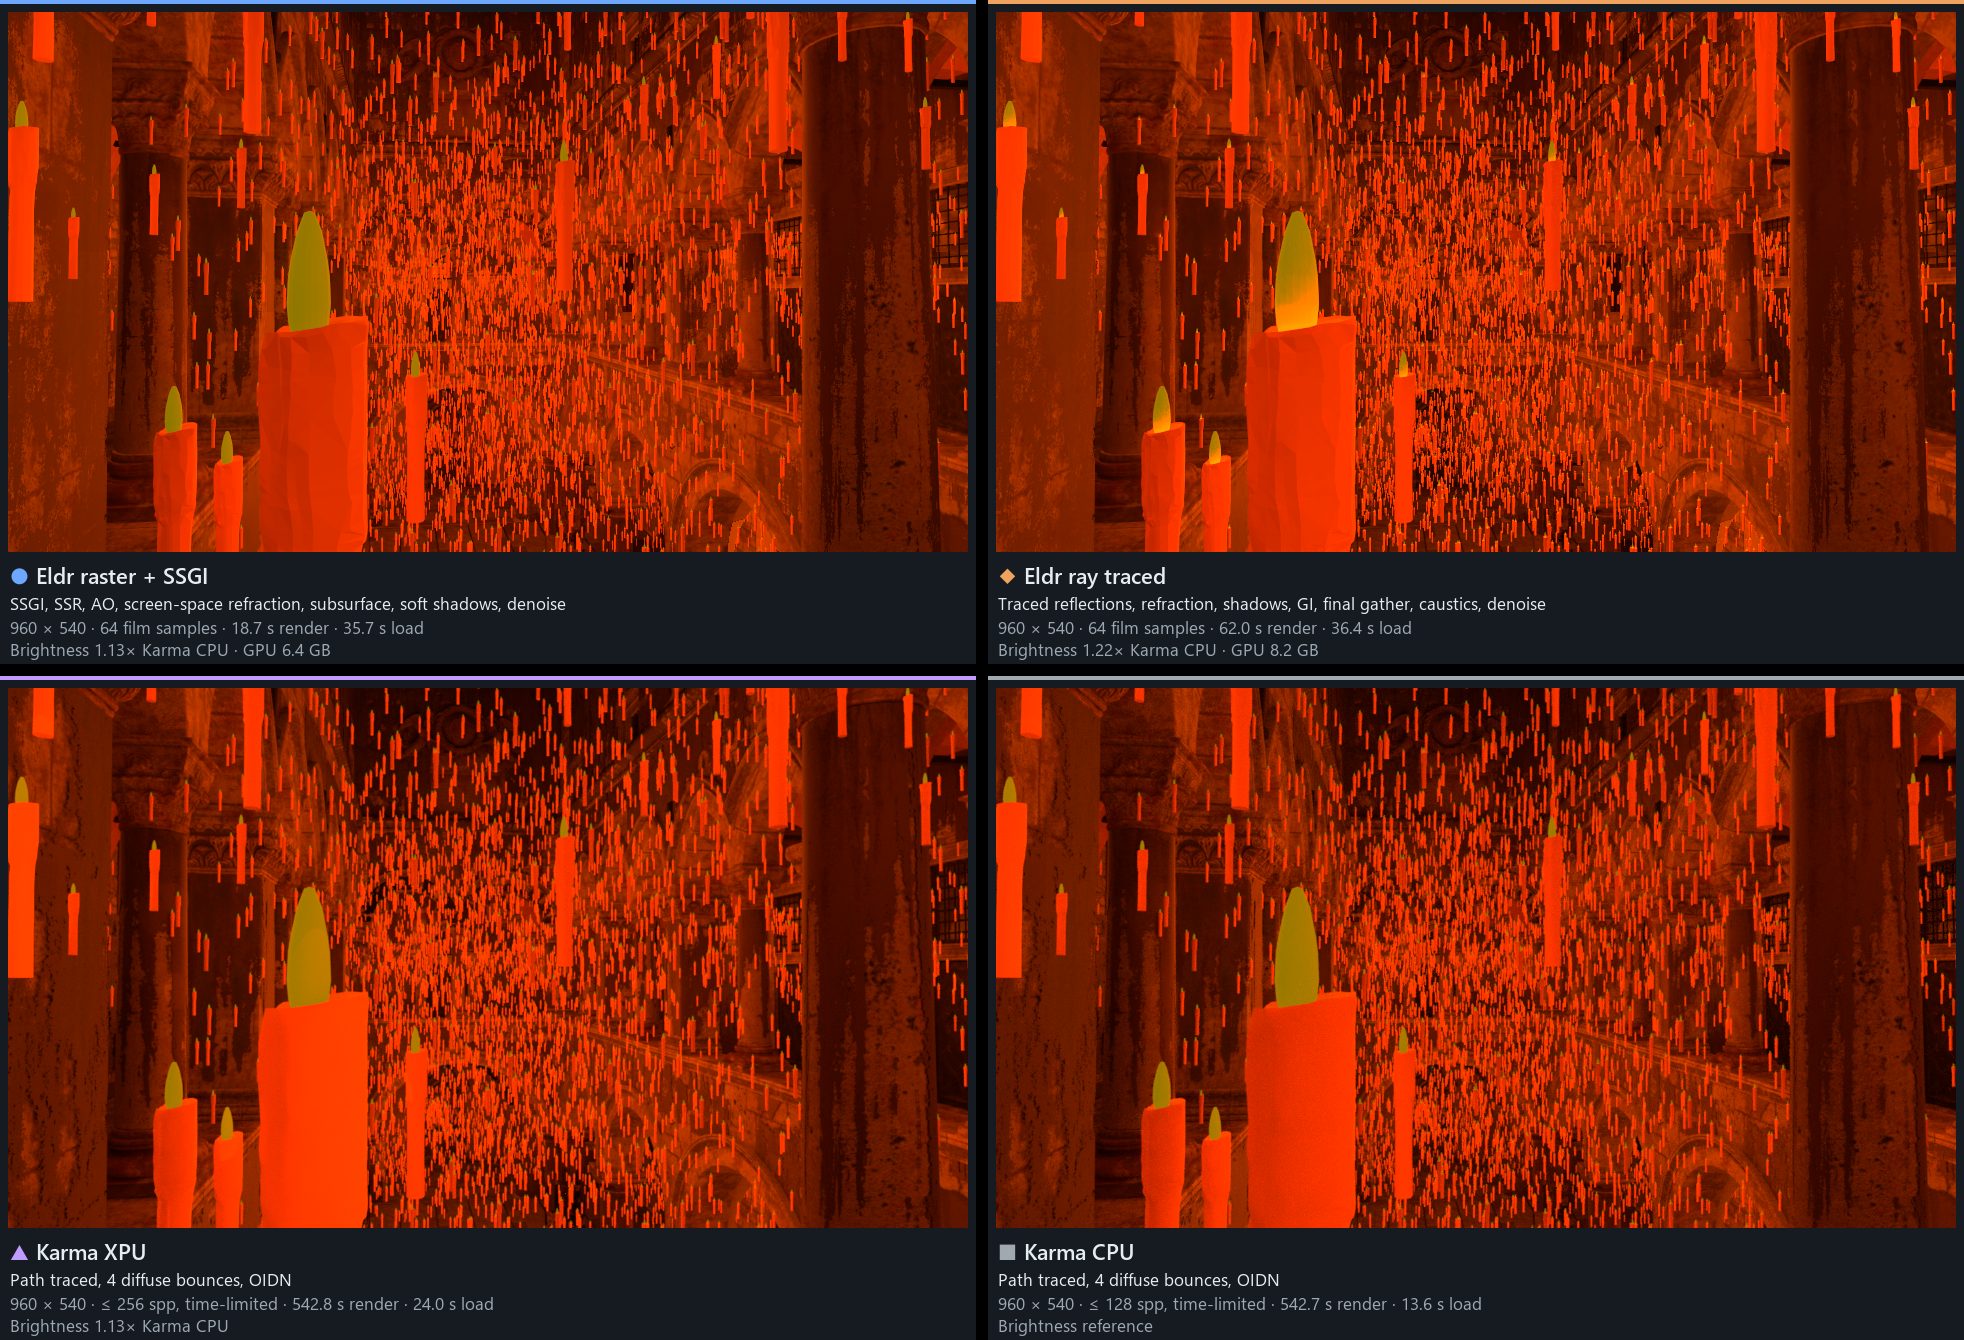 Eldr raster + SSGI
SSGI, SSR, AO, screen-space refraction, subsurface, soft shadows, denoise
960 × 540 · 64 film samples · 18.7 s render · 35.7 s load
Brightness 1.13× Karma CPU · GPU 6.4 GB
Eldr ray traced
Traced reflections, refraction, shadows, GI, final gather, caustics, denoise
960 × 540 · 64 film samples · 62.0 s render · 36.4 s load
Brightness 1.22× Karma CPU · GPU 8.2 GB
Karma XPU
Path traced, 4 diffuse bounces, OIDN
960 × 540 · ≤ 256 spp, time-limited · 542.8 s render · 24.0 s load
Brightness 1.13× Karma CPU
Karma CPU
Path traced, 4 diffuse bounces, OIDN
960 × 540 · ≤ 128 spp, time-limited · 542.7 s render · 13.6 s load
Brightness reference